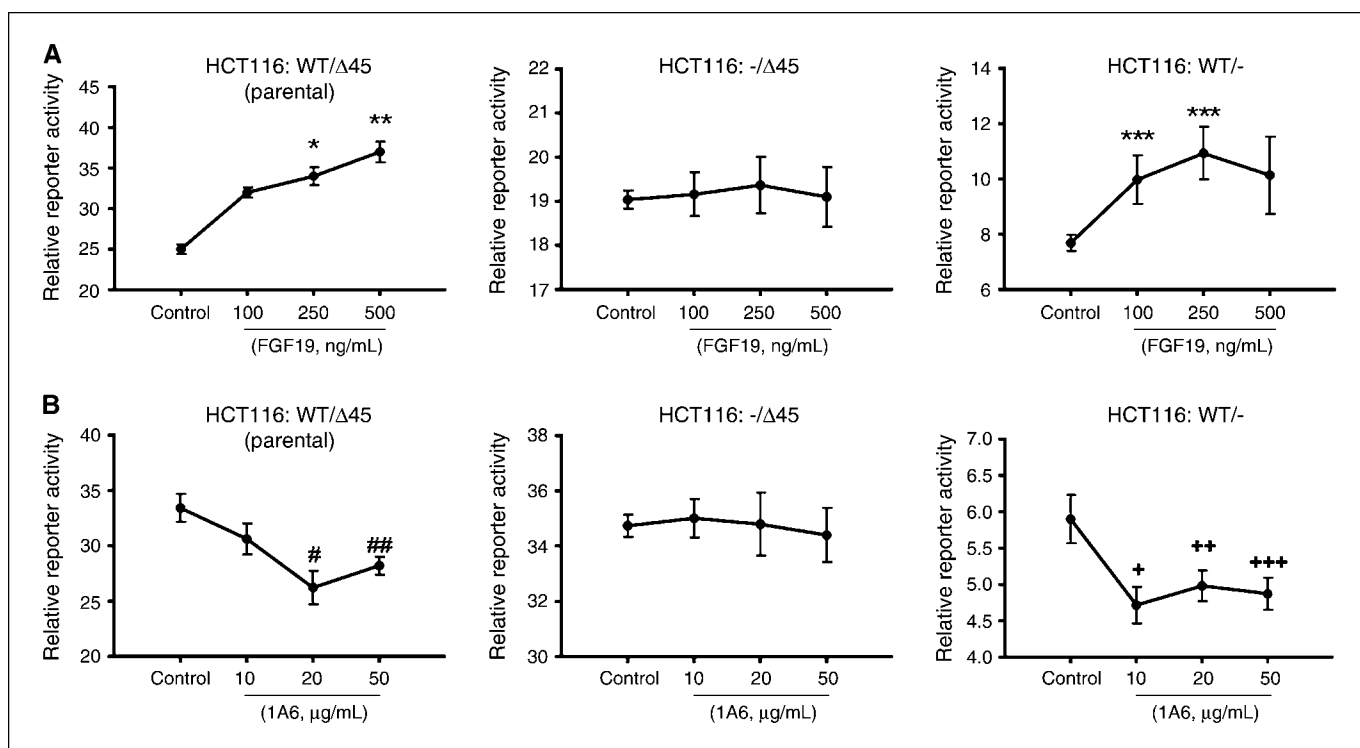 A
HCT116: WT/Δ45
(parental)
Relative reporter activity
45
40
35
30
25
20
*
**
Control 100 250 500
(FGF19, ng/mL)
HCT116: -/Δ45
Relative reporter activity
22
21
20
19
18
17
Control 100 250 500
(FGF19, ng/mL)
HCT116: WT/-
Relative reporter activity
14
12
10
8
6
***
***
Control 100 250 500
(FGF19, ng/mL)
B
HCT116: WT/Δ45
(parental)
Relative reporter activity
40
35
30
25
20
#
##
Control 10 20 50
(1A6, μg/mL)
HCT116: -/Δ45
Relative reporter activity
38
36
34
32
30
Control 10 20 50
(1A6, μg/mL)
HCT116: WT/-
Relative reporter activity
7.0
6.5
6.0
5.5
5.0
4.5
4.0
+
++
+++
Control 10 20 50
(1A6, μg/mL)